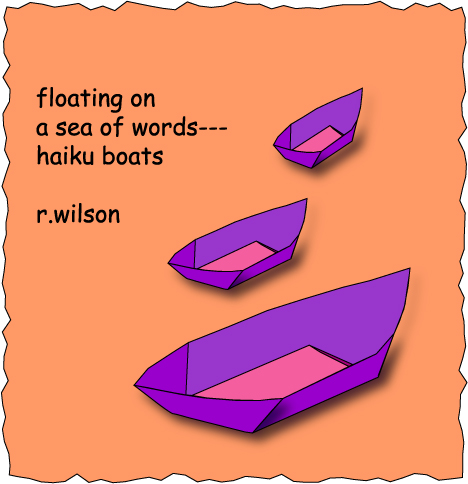 floating on
a sea of words---
haiku boats
r.wilson